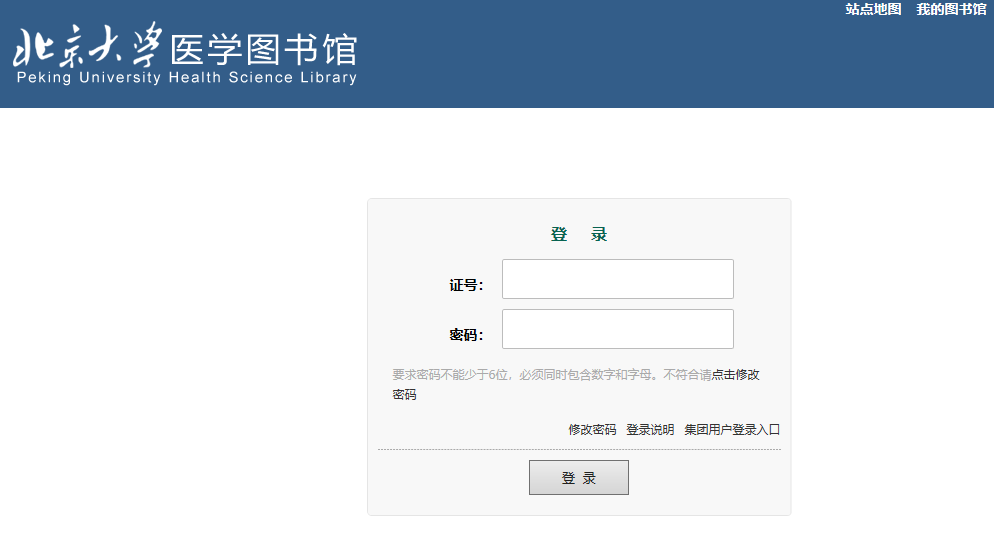 站点地图 我的图书馆
北京大学医学图书馆
Peking University Health Science Library
登 录
证号：
密码：
要求密码不能少于6位，必须同时包含数字和字母。不符合请点击修改
密码
修改密码 登录说明 集团用户登录入口
登 录